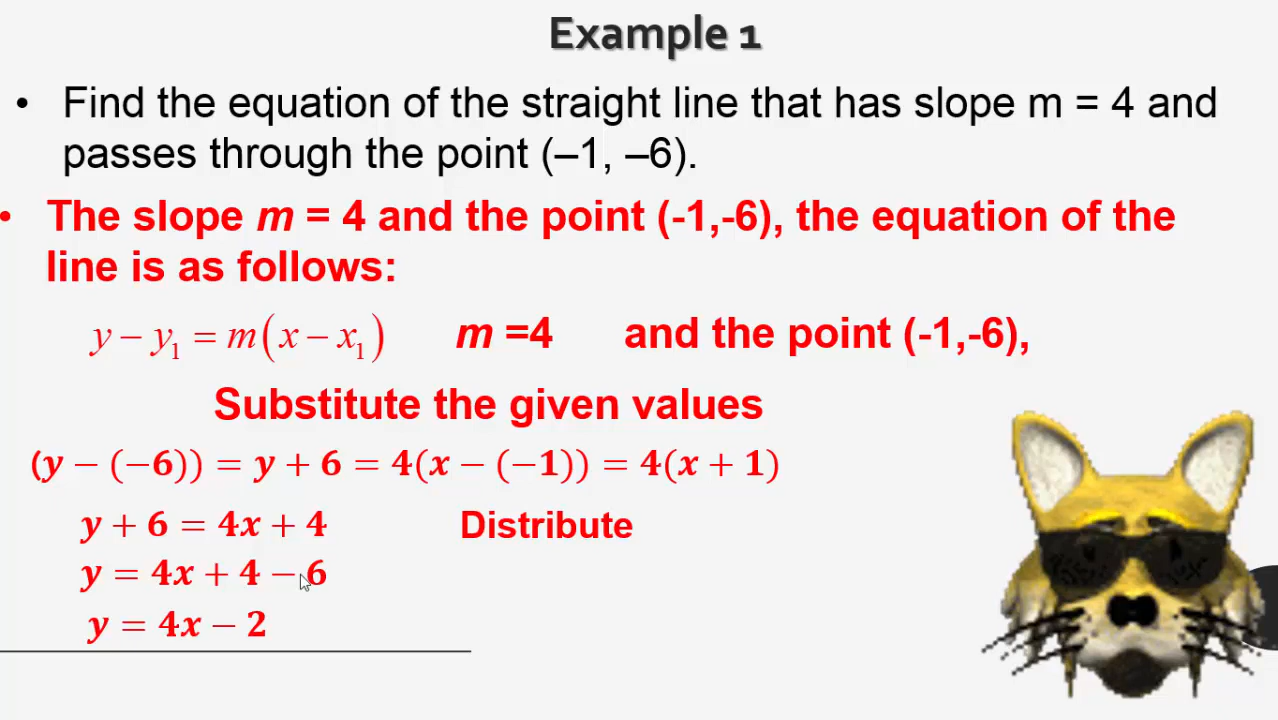 Example 1
• Find the equation of the straight line that has slope m = 4 and
passes through the point (–1, –6).
• The slope m = 4 and the point (-1,-6), the equation of the
line is as follows:
y − y₁ = m(x − x₁) m =4 and the point (-1,-6),
Substitute the given values
(y − (−6)) = y + 6 = 4(x − (−1)) = 4(x + 1)
y + 6 = 4x + 4 Distribute
y = 4x + 4 − 6
y = 4x − 2